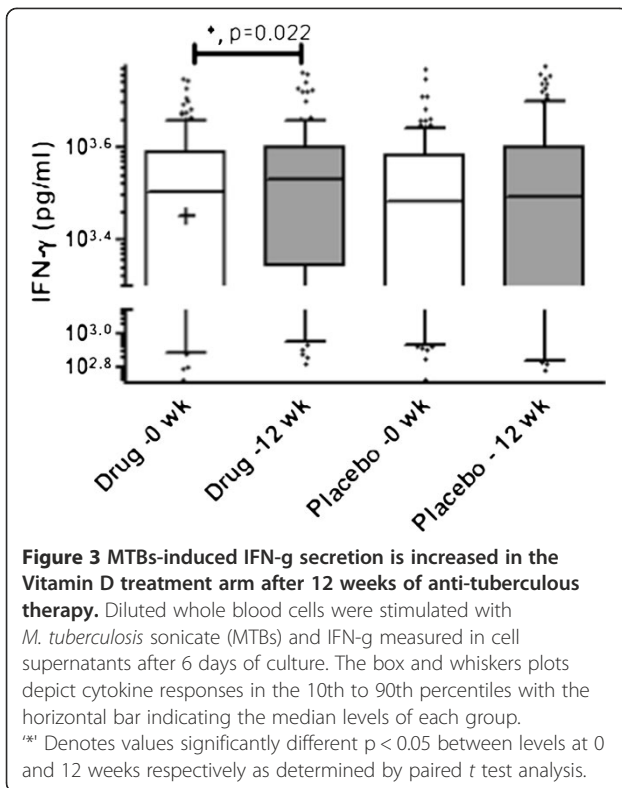 *, p=0.022
IFN-γ (pg/ml)
10^3.6
10^3.4
10^3.0
10^2.8
Drug -0 wk
Drug -12 wk
Placebo -0 wk
Placebo - 12 wk
Figure 3 MTBs-induced IFN-g secretion is increased in the
Vitamin D treatment arm after 12 weeks of anti-tuberculous
therapy. Diluted whole blood cells were stimulated with
M. tuberculosis sonicate (MTBs) and IFN-g measured in cell
supernatants after 6 days of culture. The box and whiskers plots
depict cytokine responses in the 10th to 90th percentiles with the
horizontal bar indicating the median levels of each group.
‘*’ Denotes values significantly different p < 0.05 between levels at 0
and 12 weeks respectively as determined by paired t test analysis.